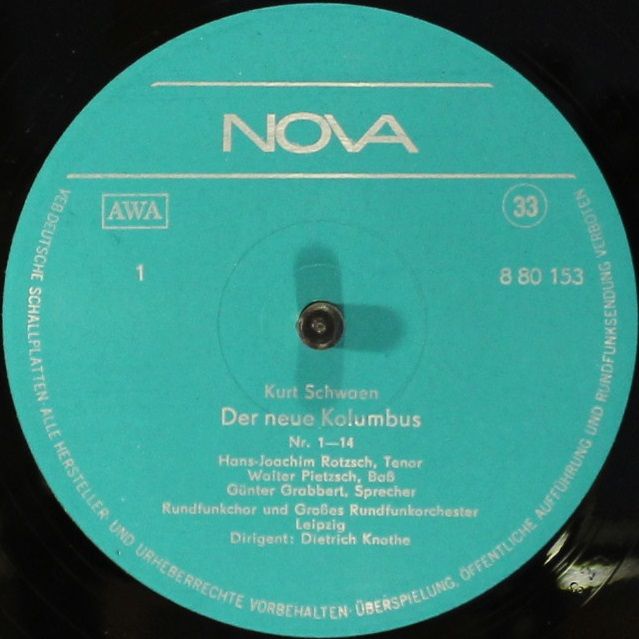 NOVA
AWA
33
1
8 80 153
Kurt Schwaen
Der neue Kolumbus
Nr. 1—14
Hans-Joachim Rotzsch, Tenor
Walter Pietzsch, Baß
Günter Grabbert, Sprecher
Rundfunkchor und Großes Rundfunkorchester
Leipzig
Dirigent: Dietrich Knothe
VEB DEUTSCHE SCHALLPLATTEN · ALLE HERSTELLER- UND URHEBERRECHTE VORBEHALTEN · ÜBERSPIELUNG, ÖFFENTLICHE AUFFÜHRUNG UND RUNDFUNKSENDUNG VERBOTEN